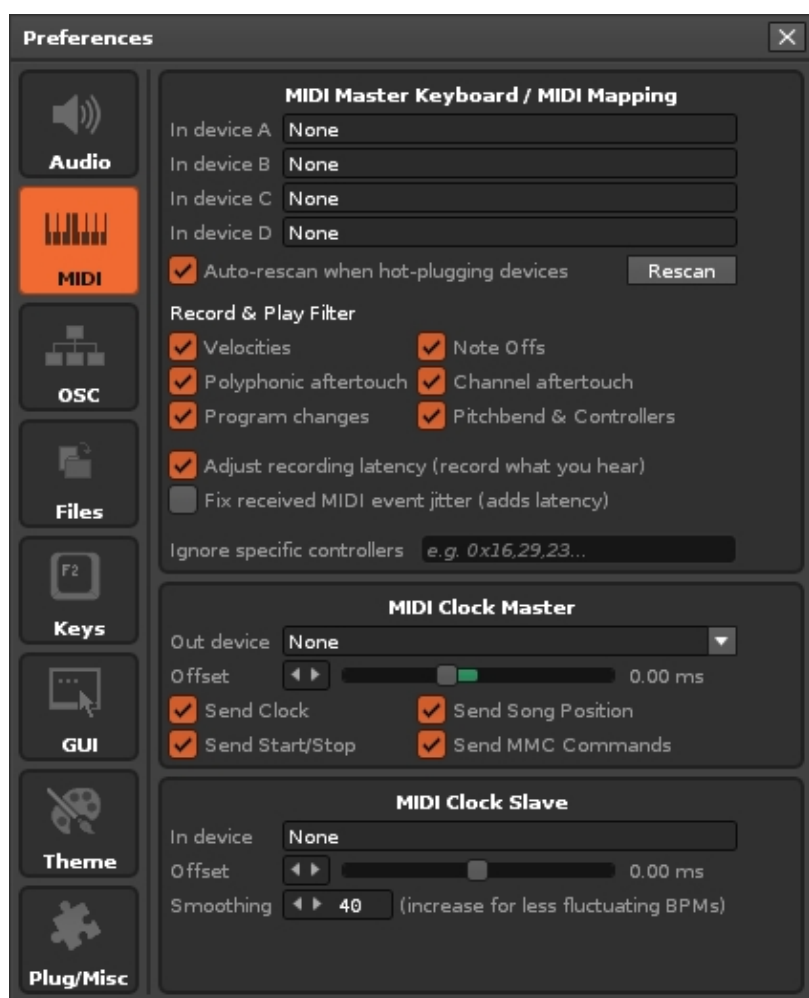 Preferences
Audio
MIDI
OSC
Files
F2
Keys
GUI
Theme
Plug/Misc
MIDI Master Keyboard / MIDI Mapping
In device A None
In device B None
In device C None
In device D None
Auto-rescan when hot-plugging devices Rescan
Record & Play Filter
Velocities Note Offs
Polyphonic aftertouch Channel aftertouch
Program changes Pitchbend & Controllers
Adjust recording latency (record what you hear)
Fix received MIDI event jitter (adds latency)
Ignore specific controllers e.g. 0x16,29,23...
MIDI Clock Master
Out device None
Offset 0.00 ms
Send Clock Send Song Position
Send Start/Stop Send MMC Commands
MIDI Clock Slave
In device None
Offset 0.00 ms
Smoothing 40 (increase for less fluctuating BPMs)